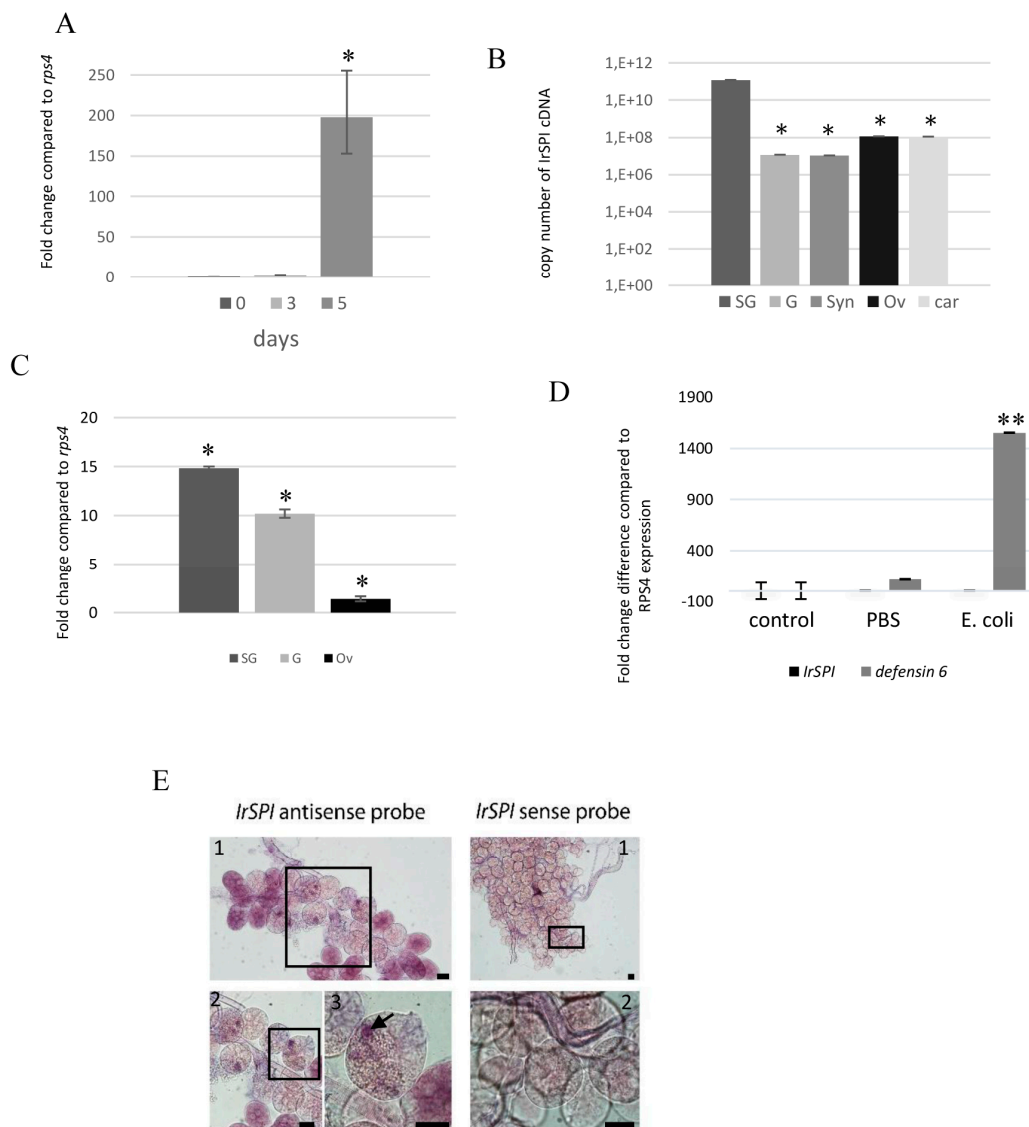 A
Fold change compared to rps4
250
200
150
100
50
0
*
0 3 5
days
B
copy number of IrSPI cDNA
1,E+12
1,E+10
1,E+08
1,E+06
1,E+04
1,E+02
1,E+00
* * * *
SG G Syn Ov car
C
Fold change compared to rps4
20
15
10
5
0
* * *
SG G Ov
D
Fold change difference compared to
RPS4 expression
1900
1400
900
400
-100
**
control PBS E. coli
IrSPI defensin 6
E
IrSPI antisense probe
IrSPI sense probe
1
1
2
3
2